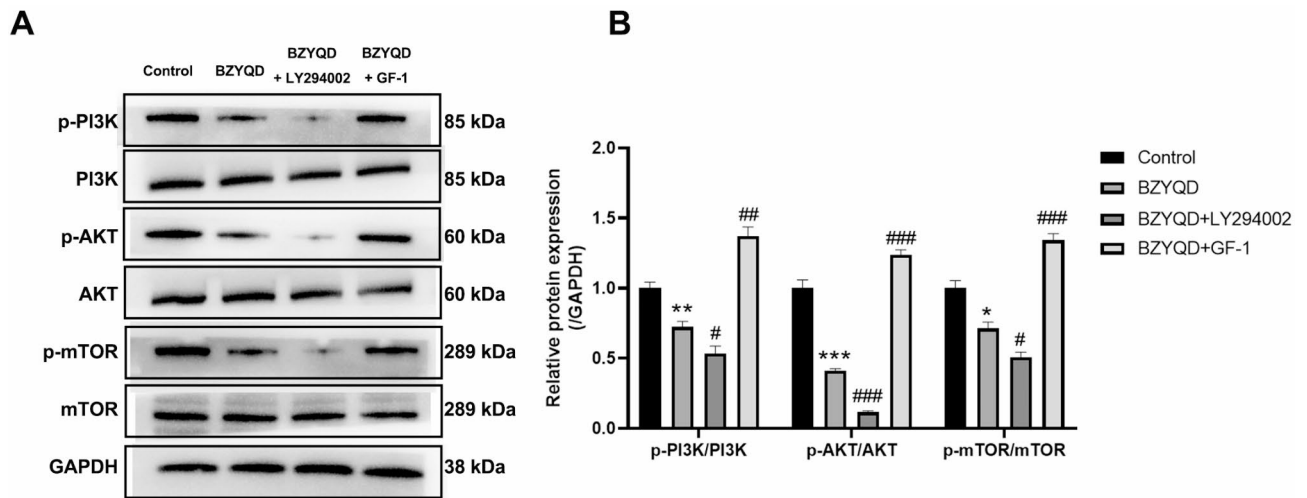 A
Control
BZYQD
BZYQD
+ LY294002
BZYQD
+ GF-1
p-PI3K
85 kDa
PI3K
85 kDa
p-AKT
60 kDa
AKT
60 kDa
p-mTOR
289 kDa
mTOR
289 kDa
GAPDH
38 kDa
B
Relative protein expression
(/GAPDH)
2.0
1.5
1.0
0.5
0.0
**
#
##
***
###
###
*
#
###
p-PI3K/PI3K
p-AKT/AKT
p-mTOR/mTOR
Control
BZYQD
BZYQD+LY294002
BZYQD+GF-1